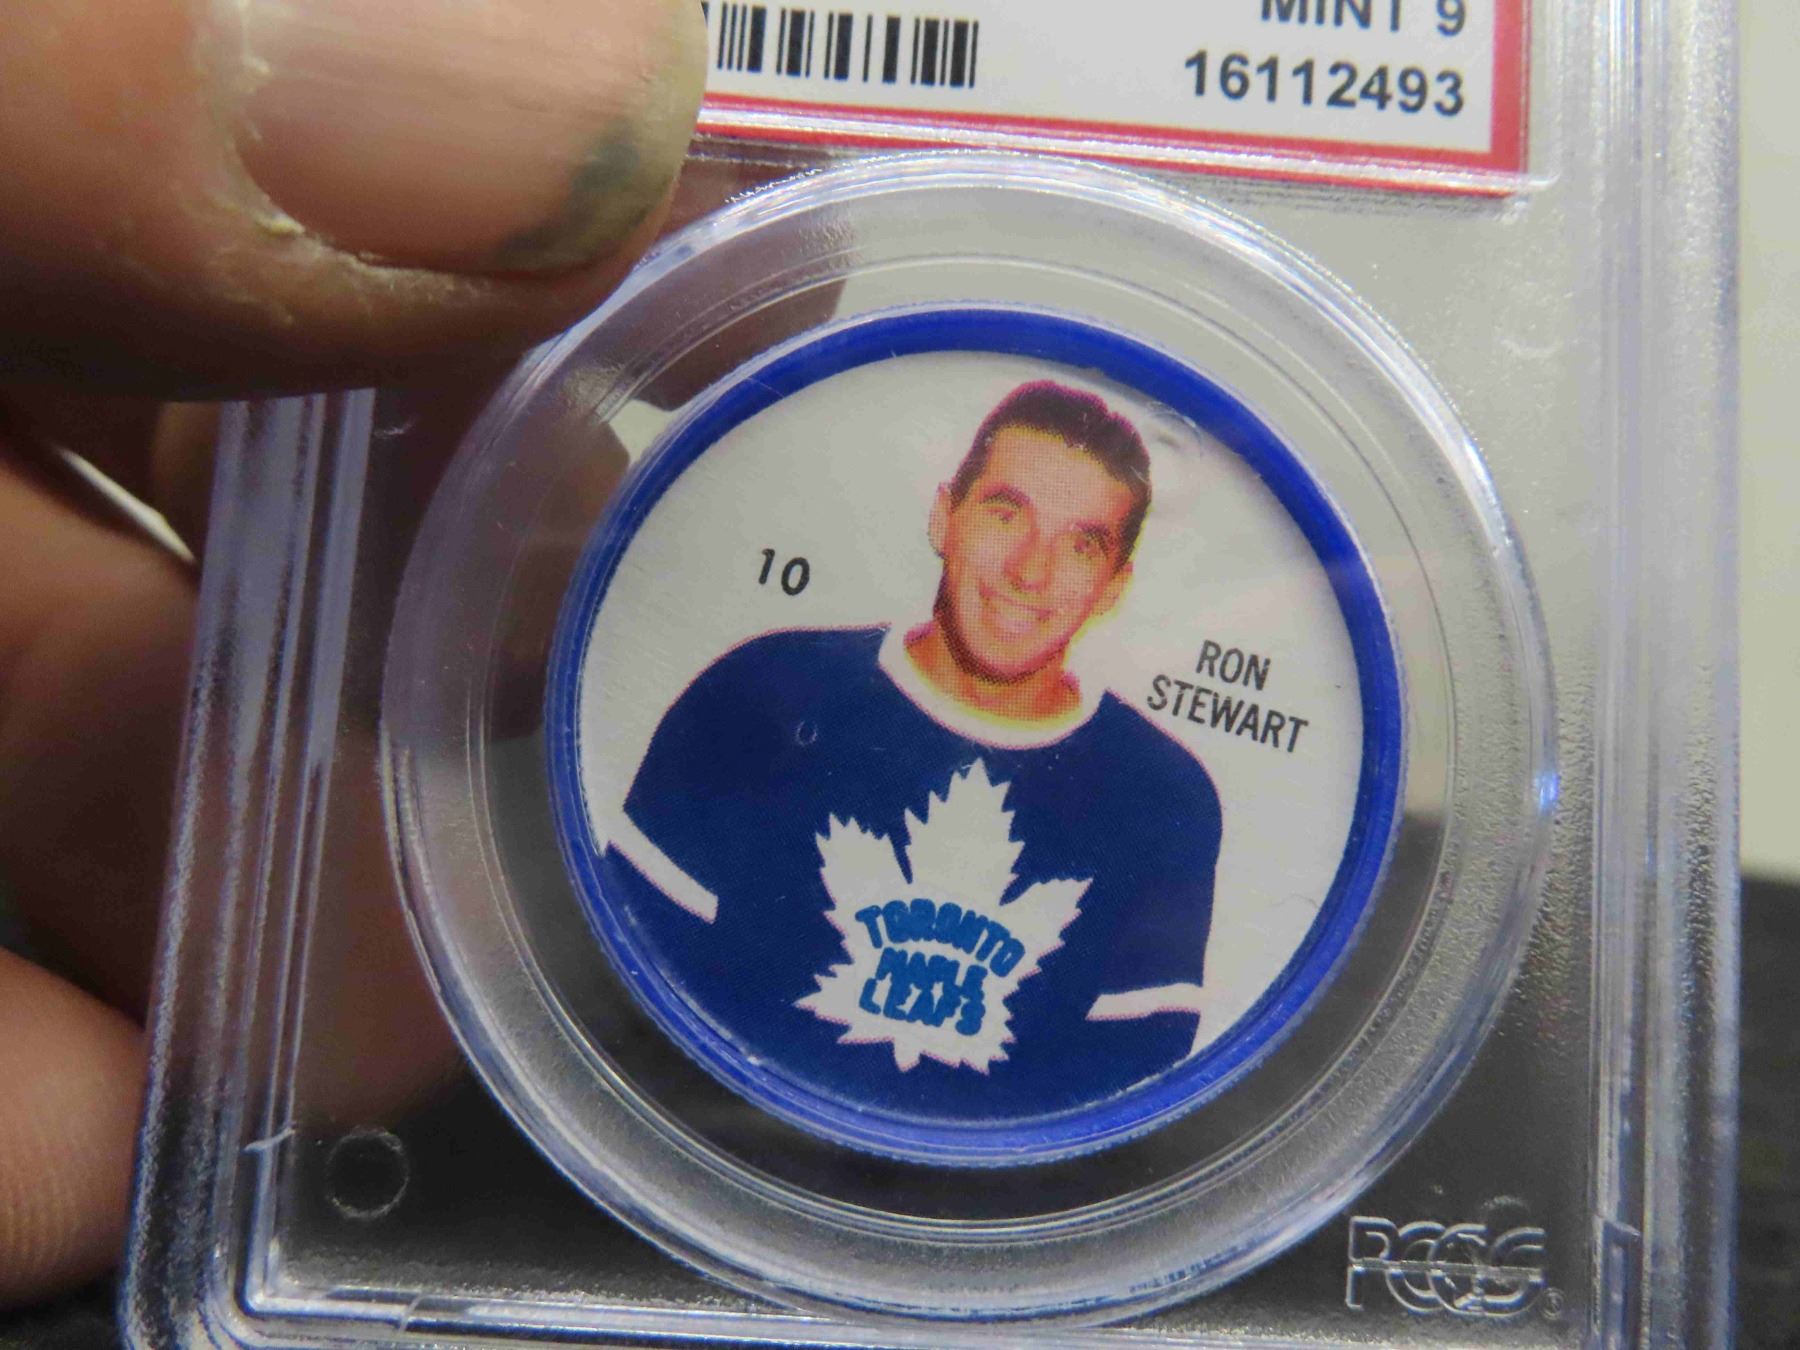 MINT 9
16112493
10
RON
STEWART
TORONTO
MAPLE
LEAFS
PCGS